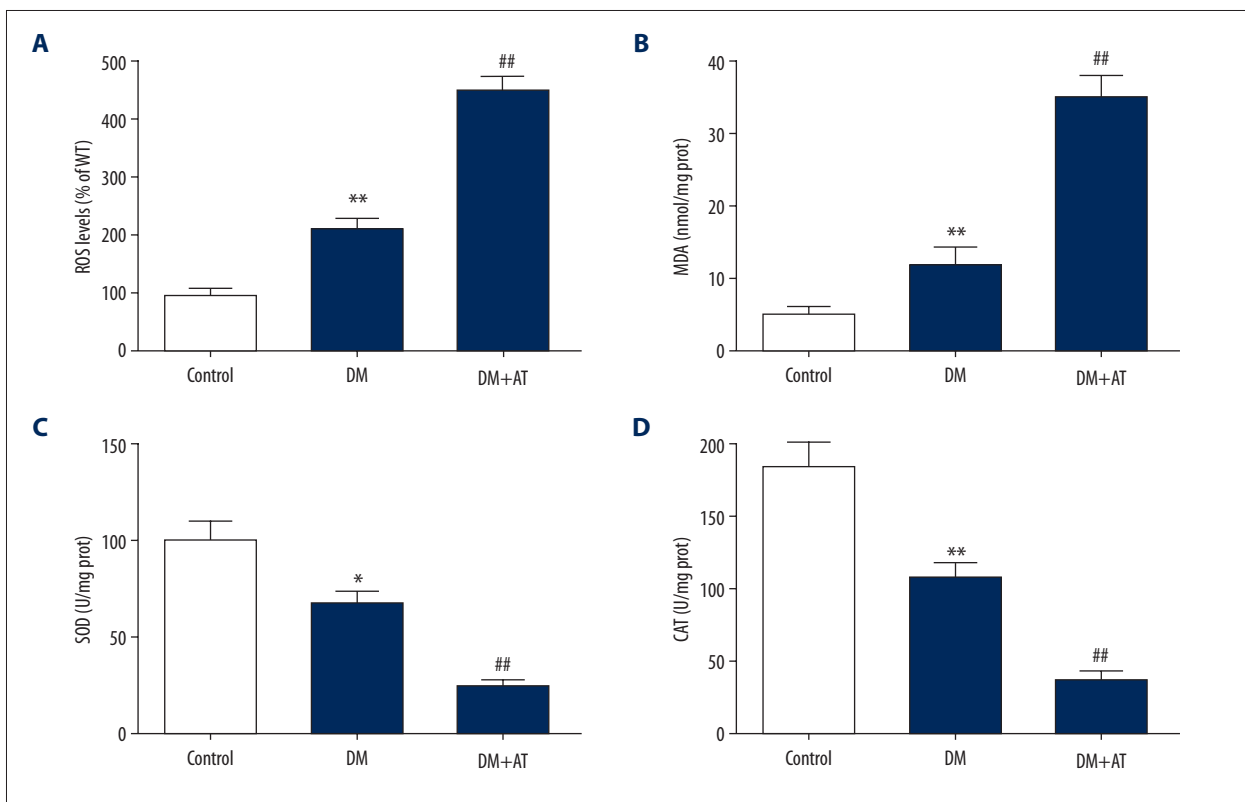 A
ROS levels (% of WT)
500
400
300
200
100
0
**
##
Control DM DM+AT
B
MDA (nmol/mg prot)
40
30
20
10
0
**
##
Control DM DM+AT
C
SOD (U/mg prot)
150
100
50
0
*
##
Control DM DM+AT
D
CAT (U/mg prot)
200
150
100
50
0
**
##
Control DM DM+AT